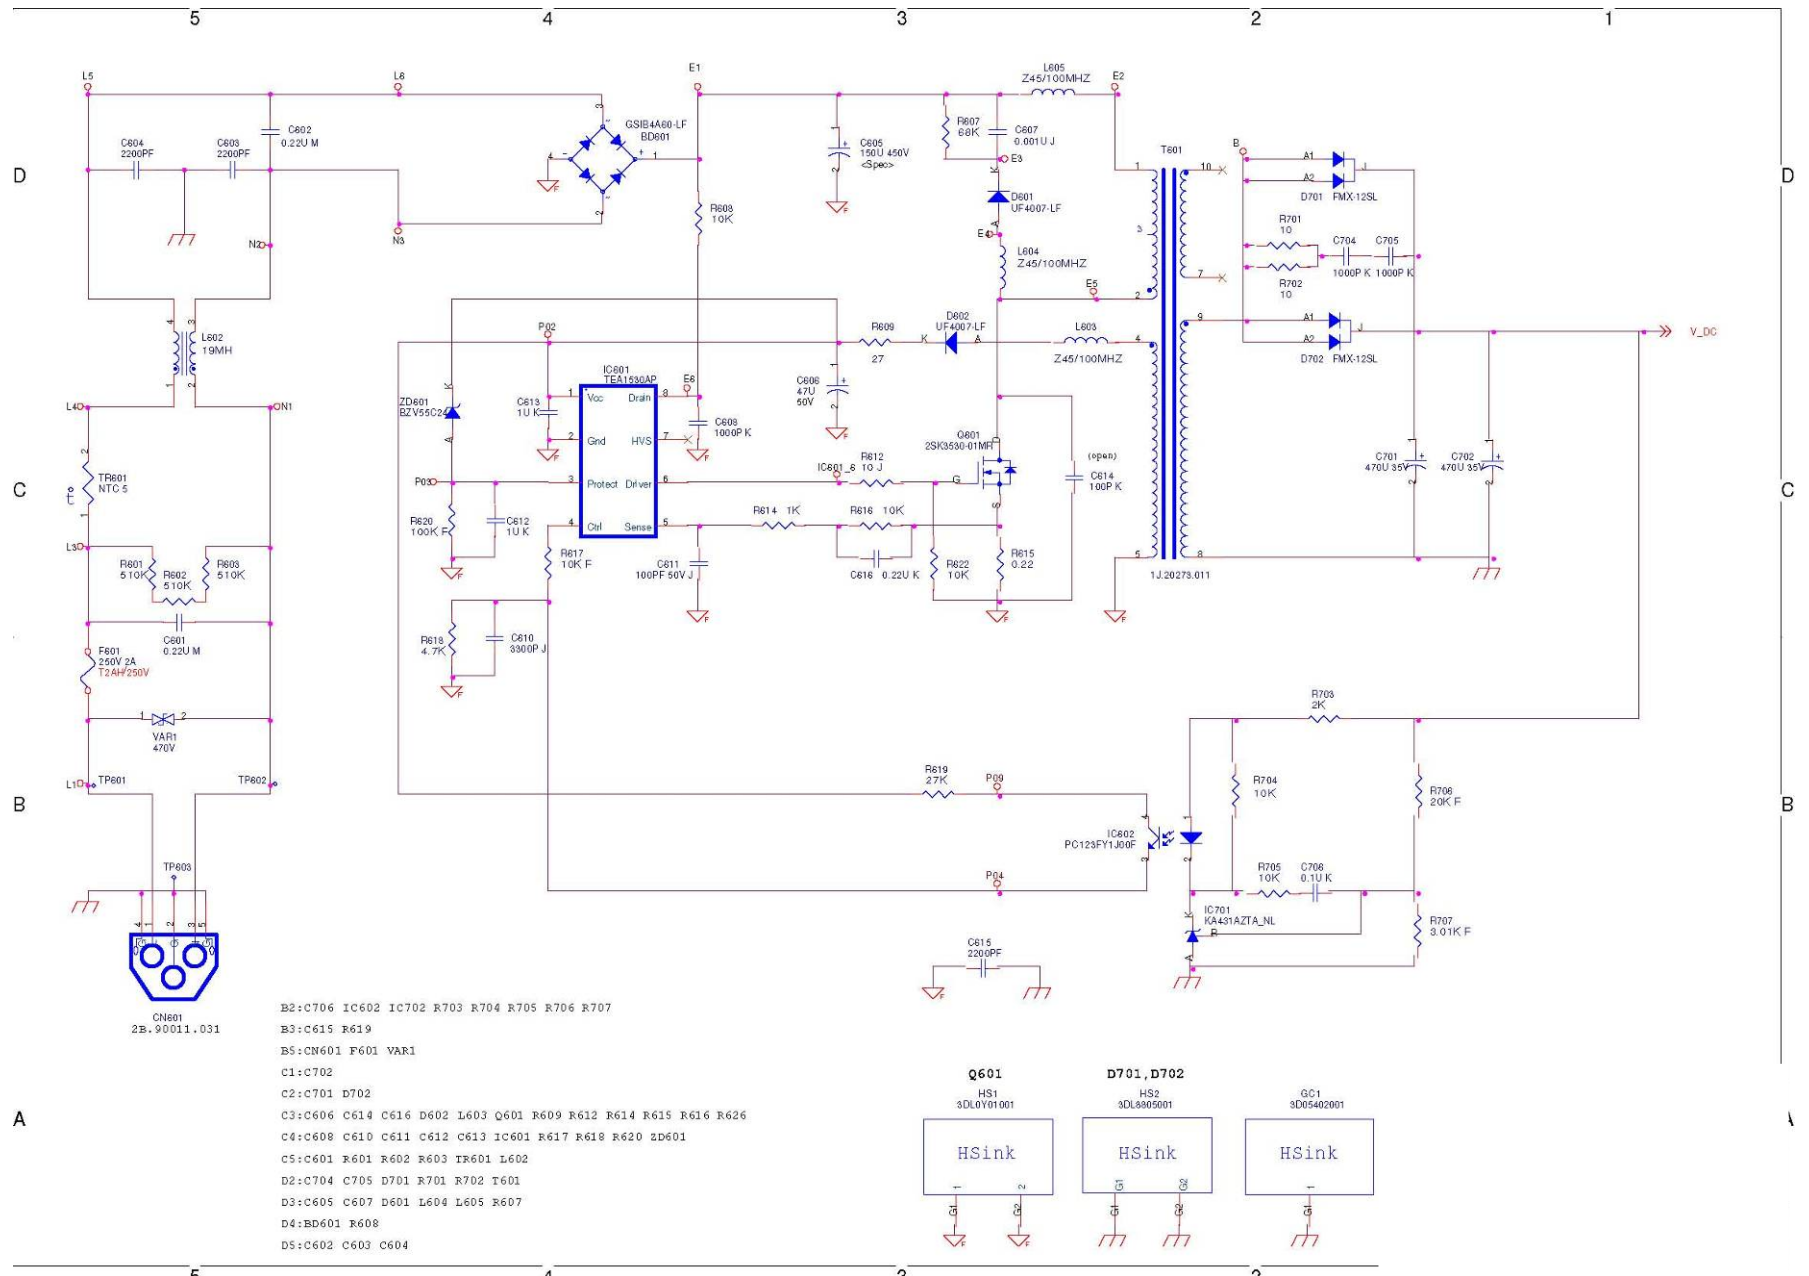 5
4
3
2
1
L5
L6
E1
L605
Z45/100MHZ
E2
C604
2200PF
C603
2200PF
C602
0.22U M
GSIB4A60-LF
BD601
C605
150U 450V
<Spec>
R607
68K
C607
0.001U J
E3
T601
B
A1
J
A2
D701 FMX-12SL
D
D
D601
UF4007-LF
R608
10K
N2
N3
E4
L604
Z45/100MHZ
R701
10
C704
C705
1000P K
1000P K
R702
10
E5
L602
19MH
P02
R609
27
D602
UF4007-LF
L603
Z45/100MHZ
A1
J
A2
D702 FMX-12SL
V_DC
IC601
TEA1530AP
E6
Vcc
Drain
Gnd
HVS
Protect
Driver
Ctrl
Sense
C606
47U
50V
ZD601
BZV55C24
C613
1U K
C608
1000P K
L4
N1
Q601
2SK3530-01MR
(open)
C614
100P K
C701
470U 35V
C702
470U 35V
TR601
NTC 5
P03
IC601_6
R612
10 J
C
C
R620
100K F
C612
1U K
R614 1K
R616 10K
L3
R601
510K
R602
510K
R603
510K
R617
10K F
C611
100PF 50V J
C616 0.22U K
R622
10K
R615
0.22
1J.20273.011
C601
0.22U M
R618
4.7K
C610
3300P J
F601
250V 2A
T2AH/250V
VAR1
470V
R703
2K
L1
TP601
TP602
R619
27K
P09
R704
10K
R706
20K F
B
B
IC602
PC123FY1J00F
TP603
P04
R705
10K
C706
0.1U K
IC701
KA431AZTA_NL
R707
3.01K F
C615
2200PF
CN601
2B.90011.031
B2:C706 IC602 IC702 R703 R704 R705 R706 R707
B3:C615 R619
B5:CN601 F601 VAR1
C1:C702
C2:C701 D702
C3:C606 C614 C616 D602 L603 Q601 R609 R612 R614 R615 R616 R626
C4:C608 C610 C611 C612 C613 IC601 R617 R618 R620 ZD601
C5:C601 R601 R602 R603 TR601 L602
D2:C704 C705 D701 R701 R702 T601
D3:C605 C607 D601 L604 L605 R607
D4:BD601 R608
D5:C602 C603 C604
Q601
HS1
3DL0Y01001
HSink
D701,D702
HS2
3DL8805001
HSink
GC1
3D05402001
HSink
A
A